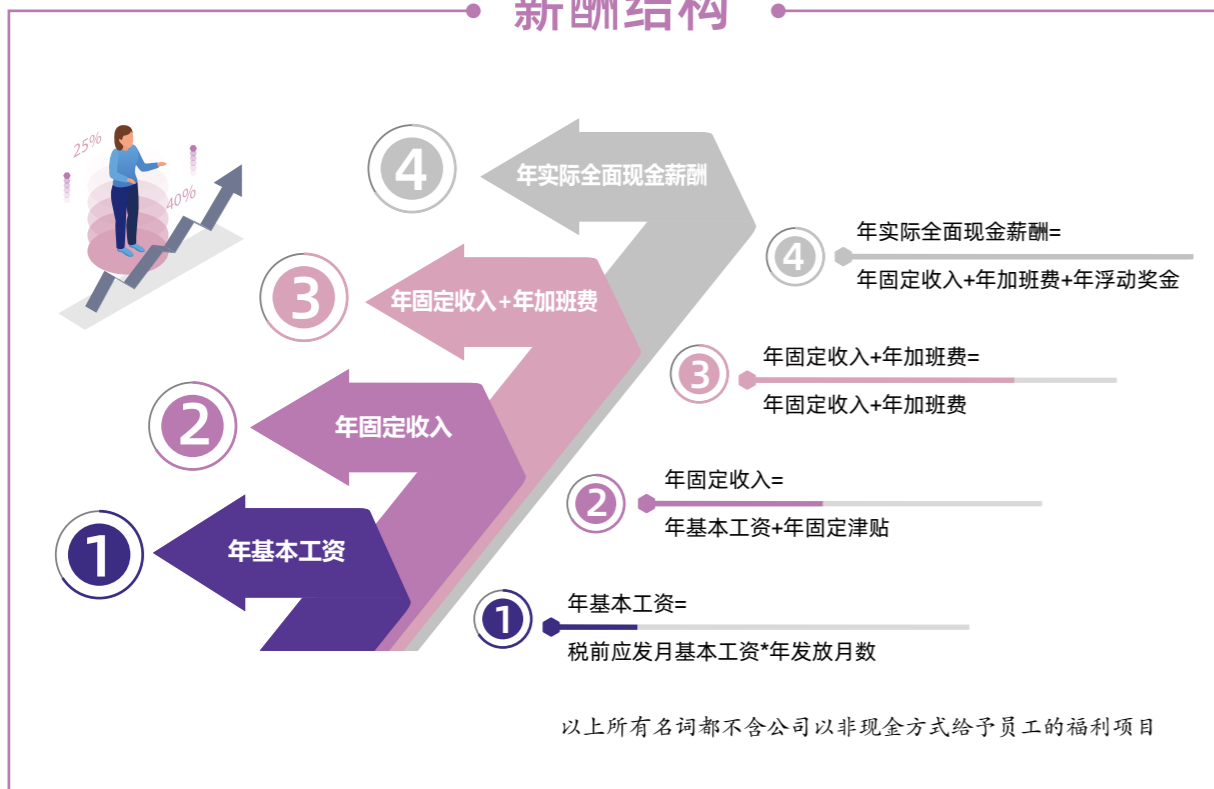 薪酬结构
25%
40%
4
年实际全面现金薪酬
3
年固定收入+年加班费
2
年固定收入
1
年基本工资
4
年实际全面现金薪酬=
年固定收入+年加班费+年浮动奖金
3
年固定收入+年加班费=
年固定收入+年加班费
2
年固定收入=
年基本工资+年固定津贴
1
年基本工资=
税前应发月基本工资*年发放月数
以上所有名词都不含公司以非现金方式给予员工的福利项目